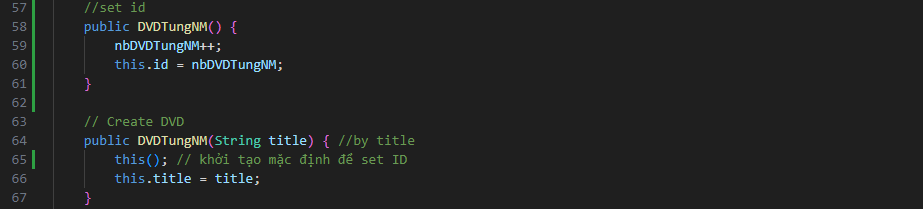 57 //set id
58 public DVDTungNM() {
59 nbDVDTungNM++;
60 this.id = nbDVDTungNM;
61 }
62
63 // Create DVD
64 public DVDTungNM(String title) { //by title
65 this(); // khởi tạo mặc định để set ID
66 this.title = title;
67 }